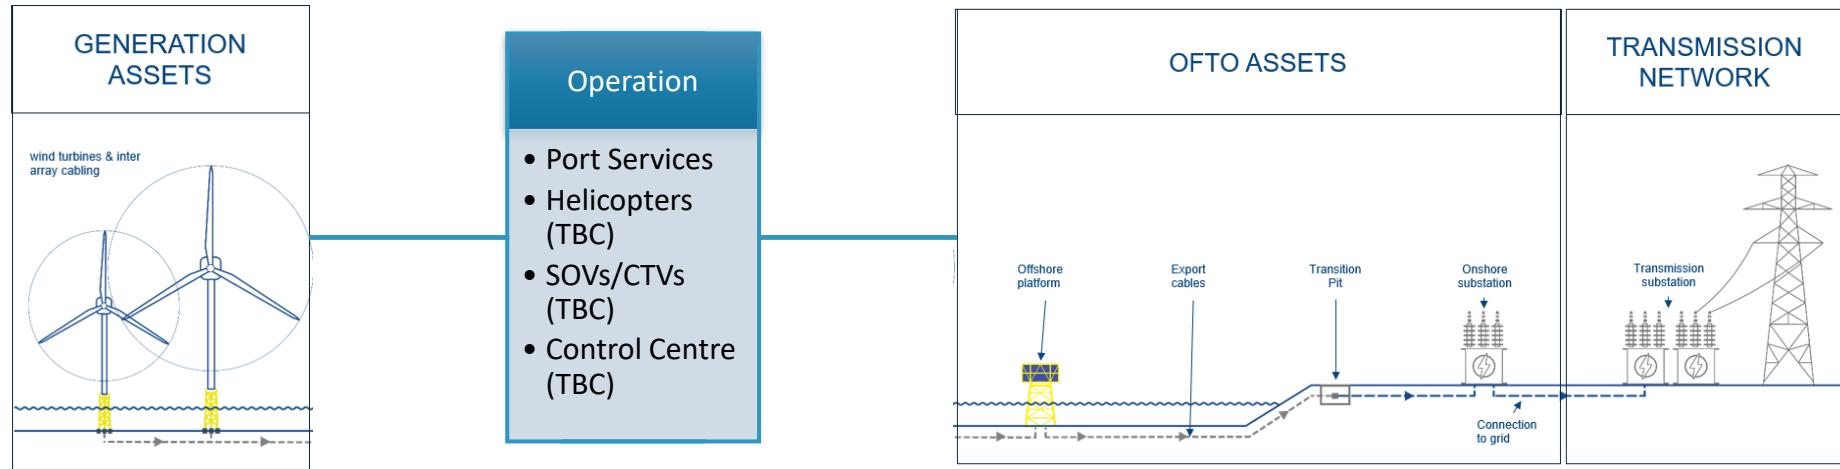 GENERATION
ASSETS
wind turbines & inter
array cabling
Operation
• Port Services
• Helicopters
(TBC)
• SOVs/CTVs
(TBC)
• Control Centre
(TBC)
OFTO ASSETS
Offshore
platform
Export
cables
Transition
Pit
Onshore
substation
Connection
to grid
TRANSMISSION
NETWORK
Transmission
substation